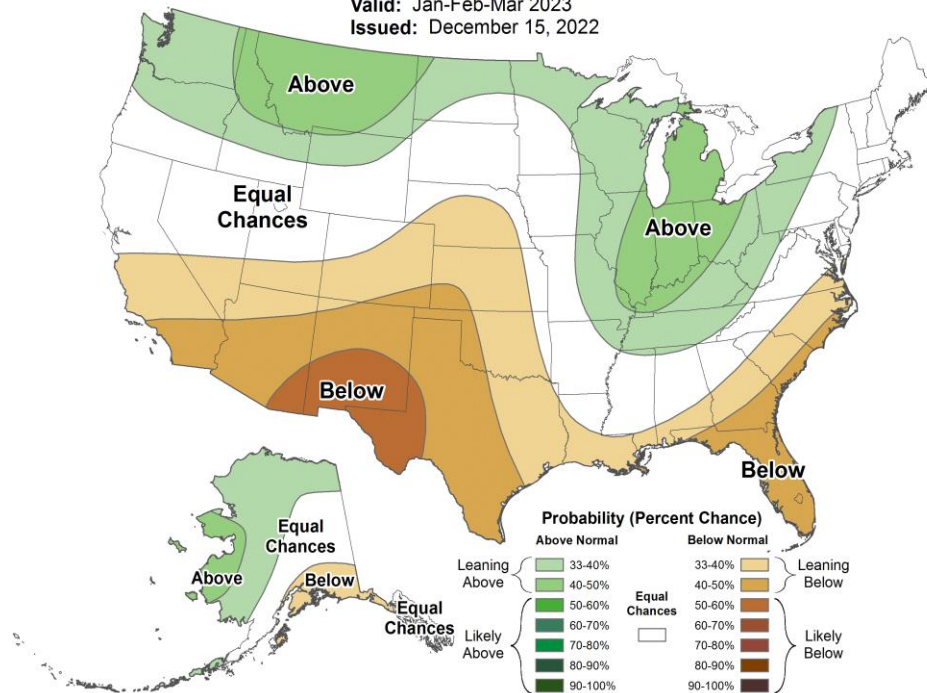 Valid: Jan-Feb-Mar 2023
Issued: December 15, 2022
Above
Equal
Chances
Above
Below
Below
Equal
Chances
Above
Below
Equal
Chances
Probability (Percent Chance)
Above Normal
Below Normal
Leaning
Above
33-40%
40-50%
Likely
Above
50-60%
60-70%
70-80%
80-90%
90-100%
Equal
Chances
33-40%
40-50%
Leaning
Below
50-60%
60-70%
70-80%
80-90%
90-100%
Likely
Below